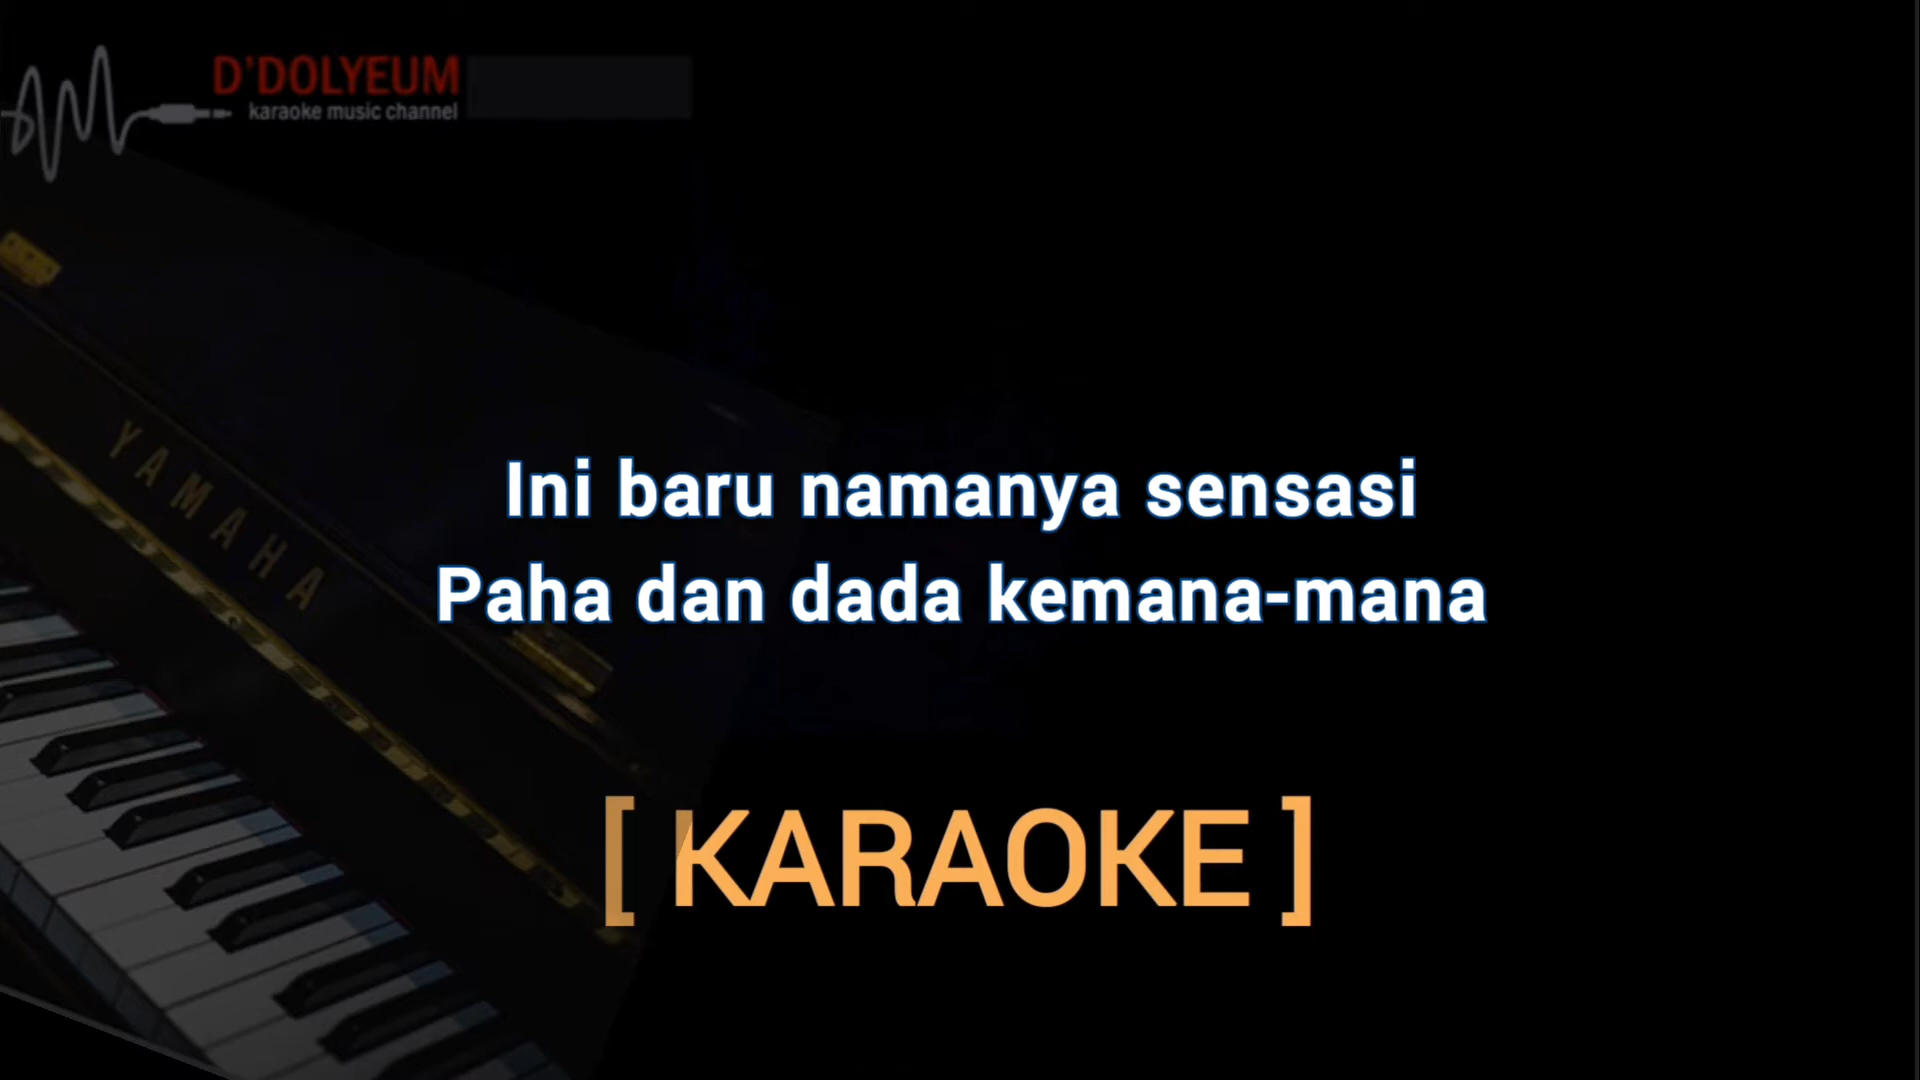 D'DOLYEUM
karaoke music channel
YAMAHA
Ini baru namanya sensasi
Paha dan dada kemana-mana
[ KARAOKE ]